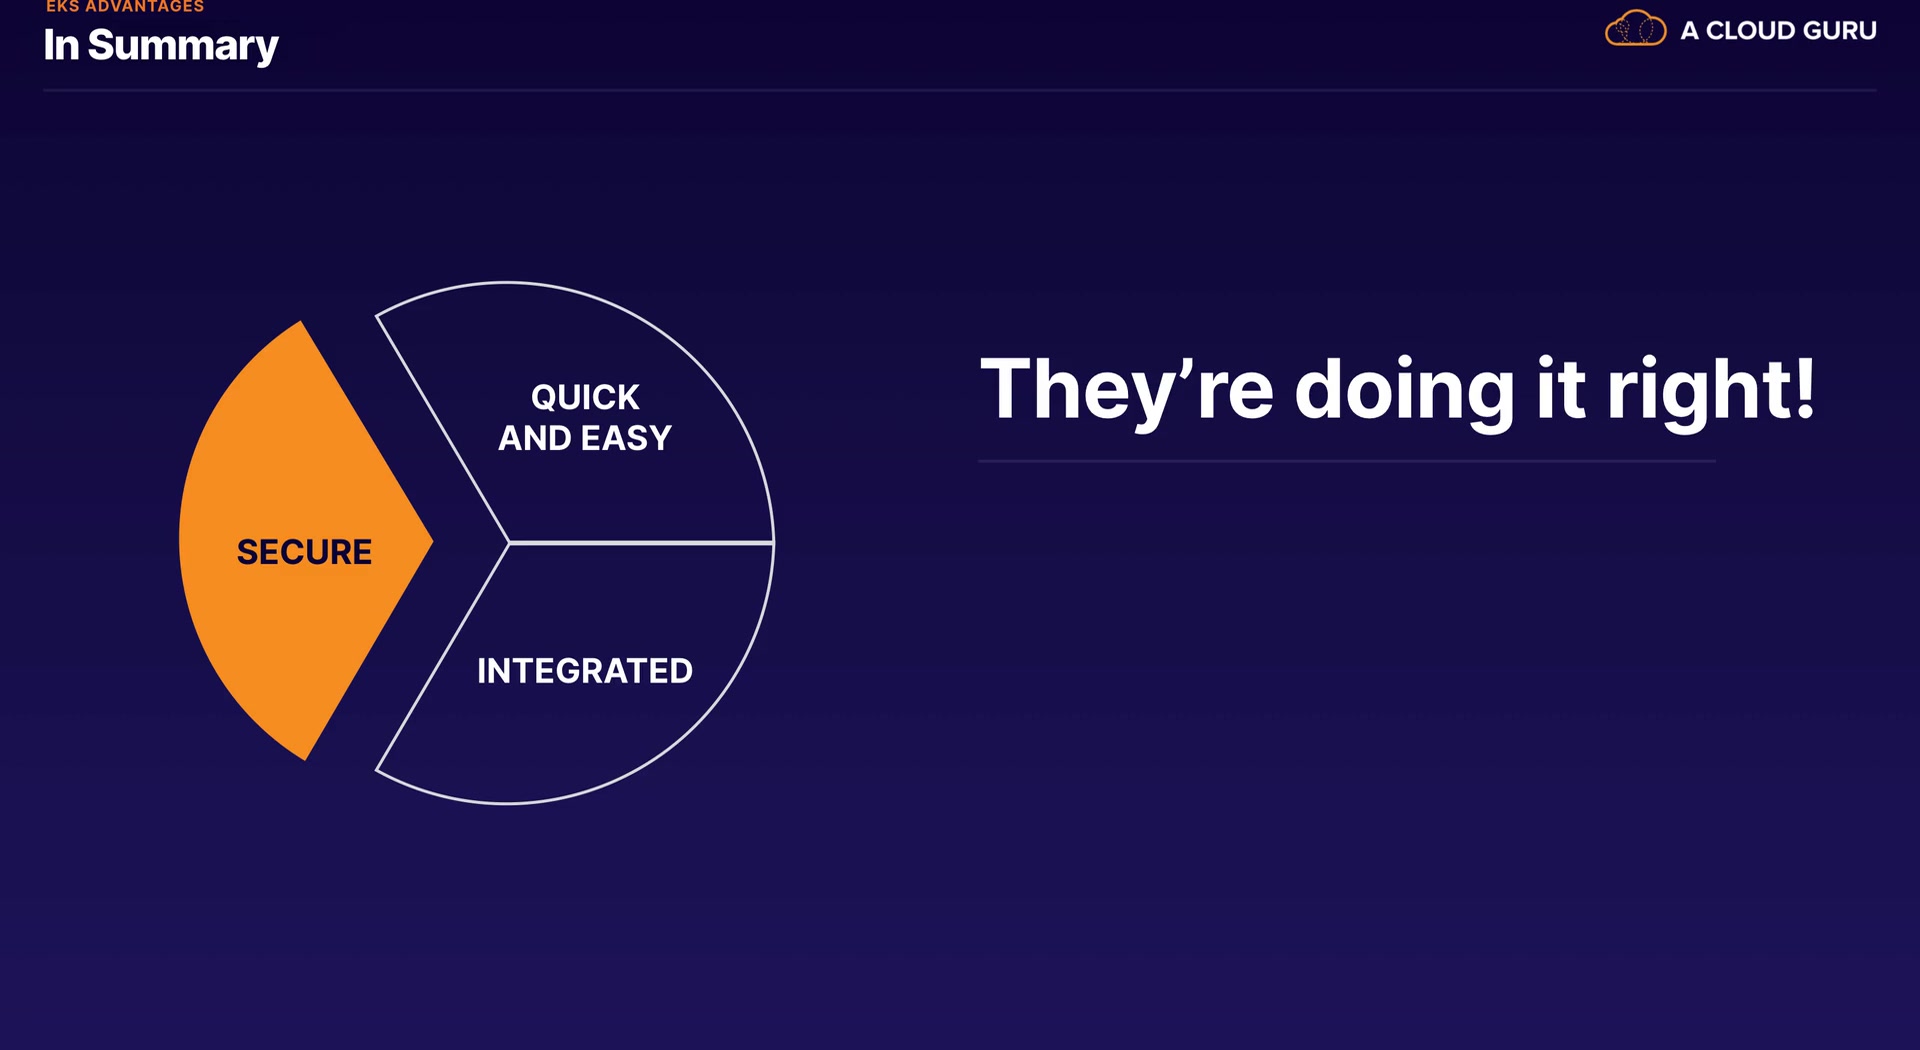 EKS ADVANTAGES
In Summary
A CLOUD GURU
QUICK
AND EASY
SECURE
INTEGRATED
They’re doing it right!